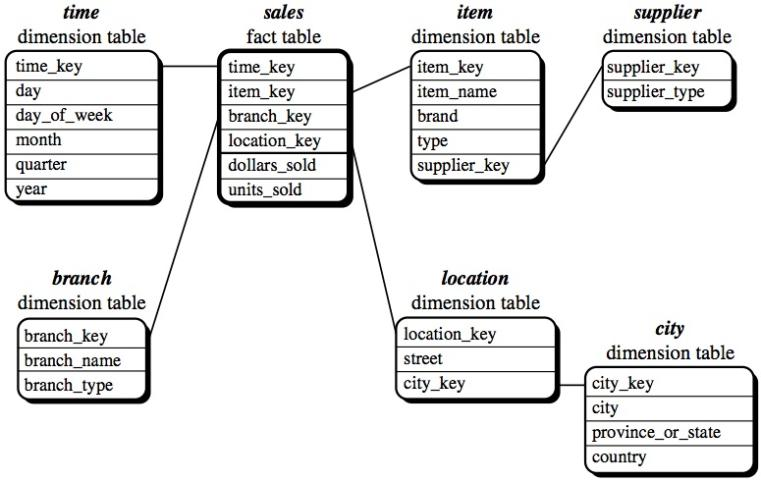 time
dimension table
time_key
day
day_of_week
month
quarter
year
sales
fact table
time_key
item_key
branch_key
location_key
dollars_sold
units_sold
item
dimension table
item_key
item_name
brand
type
supplier_key
supplier
dimension table
supplier_key
supplier_type
branch
dimension table
branch_key
branch_name
branch_type
location
dimension table
location_key
street
city_key
city
dimension table
city_key
city
province_or_state
country